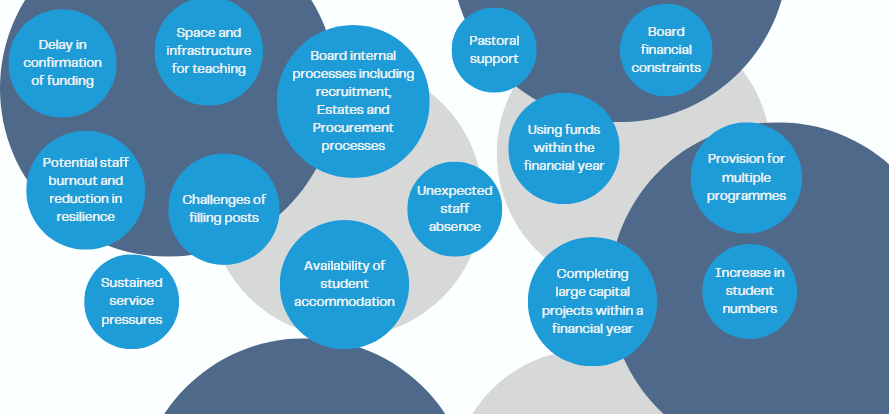 Delay in
confirmation
of funding
Space and
infrastructure
for teaching
Board internal
processes including
recruitment,
Estates and
Procurement
processes
Pastoral
support
Board
financial
constraints
Using funds
within the
financial year
Potential staff
burnout and
reduction in
resilience
Challenges of
filling posts
Unexpected
staff
absence
Provision for
multiple
programmes
Sustained
service
pressures
Availability of
student
accommodation
Completing
large capital
projects within a
financial year
Increase in
student
numbers